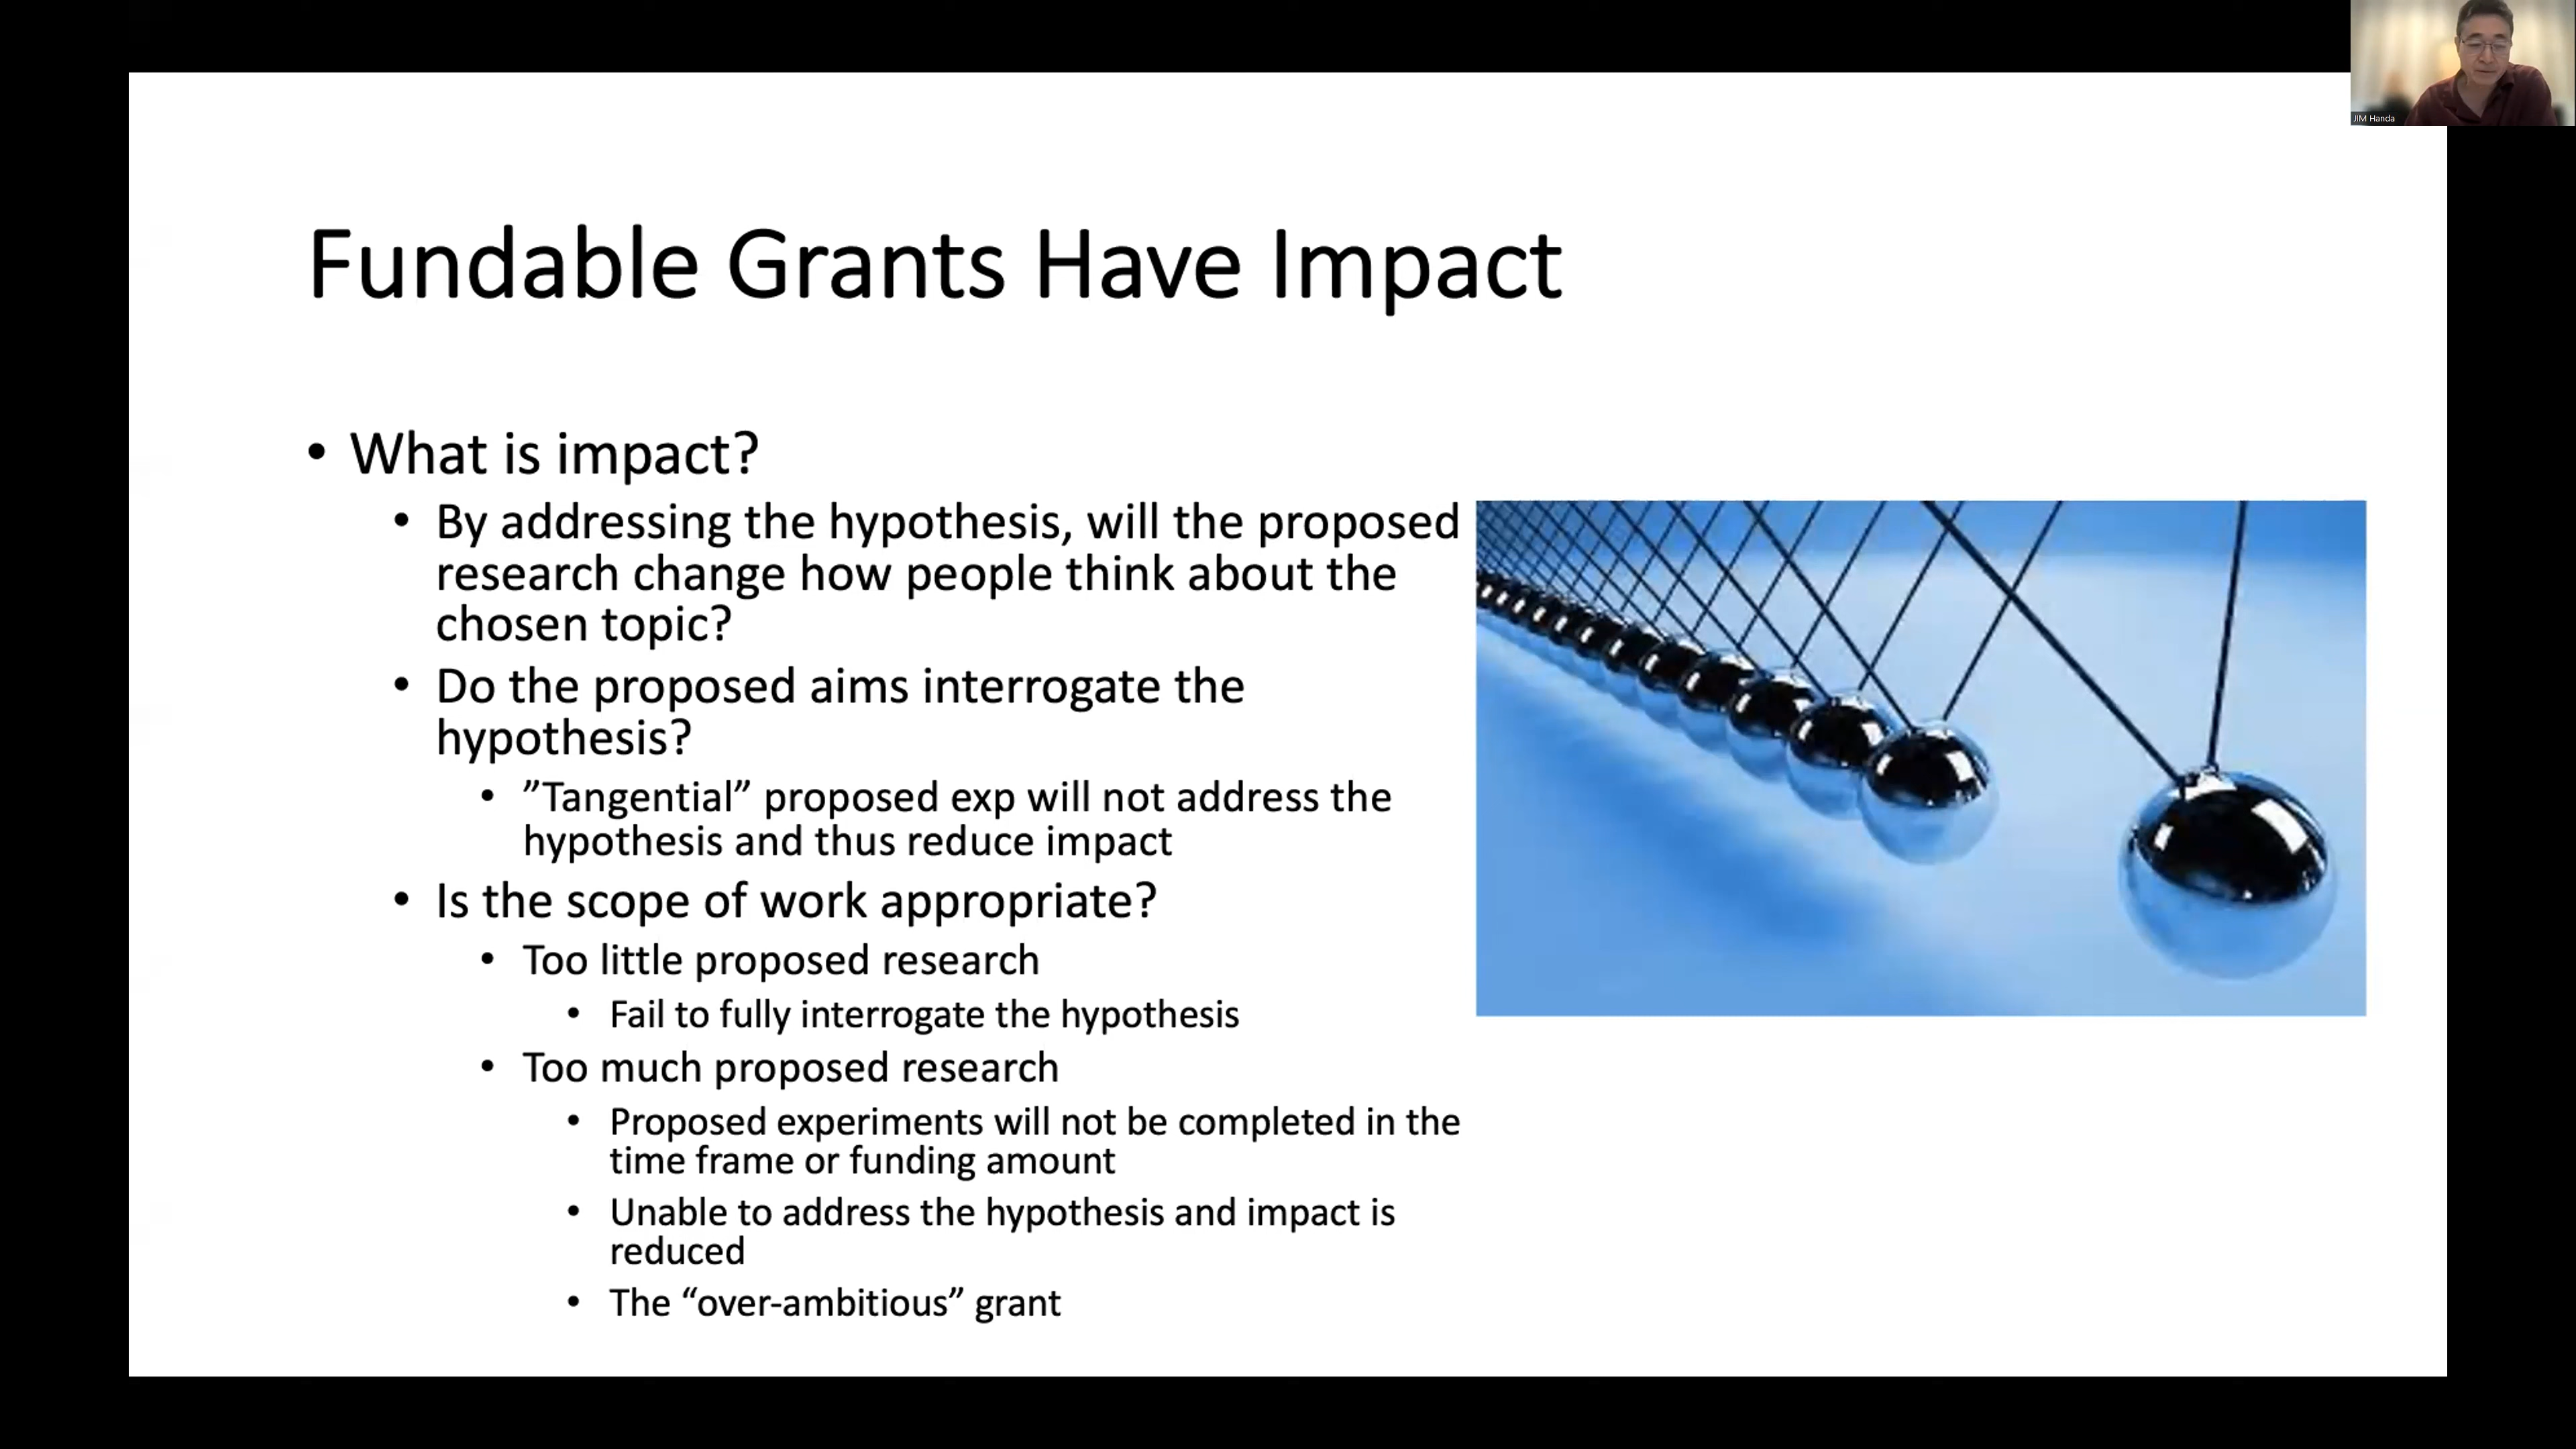 JIM Handa
Fundable Grants Have Impact
• What is impact?
• By addressing the hypothesis, will the proposed
research change how people think about the
chosen topic?
• Do the proposed aims interrogate the
hypothesis?
• ”Tangential” proposed exp will not address the
hypothesis and thus reduce impact
• Is the scope of work appropriate?
• Too little proposed research
• Fail to fully interrogate the hypothesis
• Too much proposed research
• Proposed experiments will not be completed in the
time frame or funding amount
• Unable to address the hypothesis and impact is
reduced
• The “over-ambitious” grant